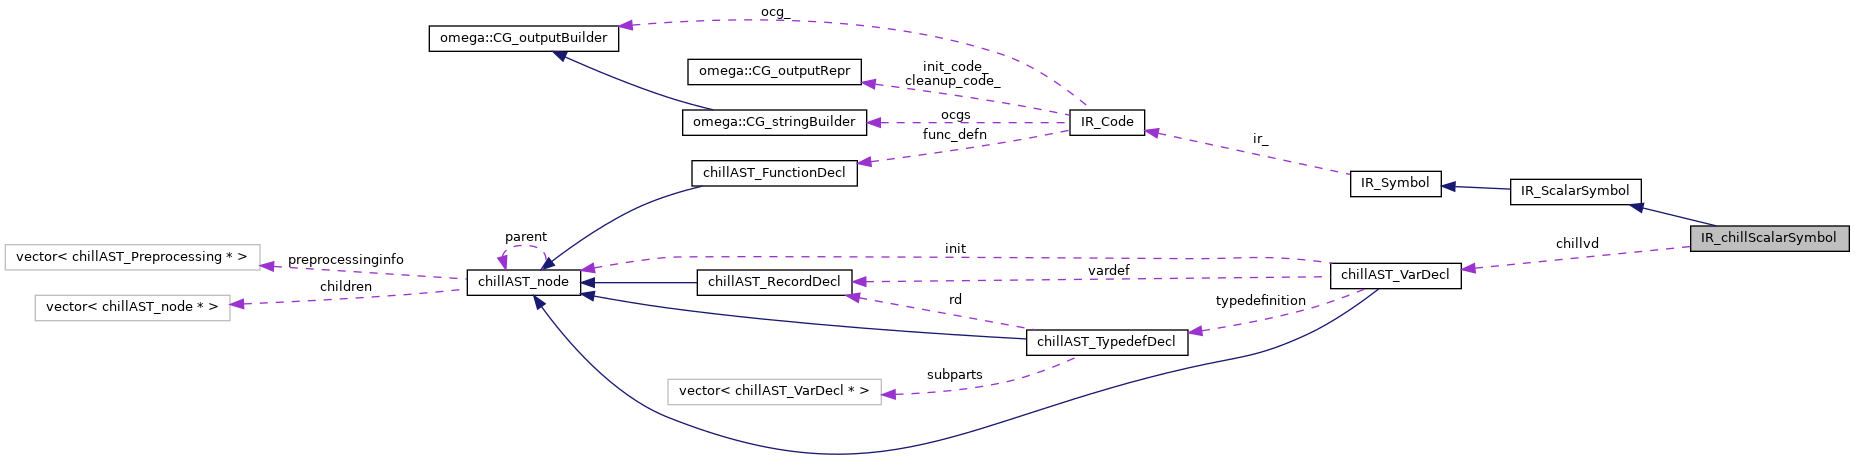 ocg_
omega::CG_outputBuilder
omega::CG_outputRepr
init_code_
cleanup_code_
omega::CG_stringBuilder
ocgs
IR_Code
func_defn
ir_
chillAST_FunctionDecl
IR_Symbol
IR_ScalarSymbol
IR_chillScalarSymbol
parent
init
chillvd
vector< chillAST_Preprocessing * >
preprocessinginfo
chillAST_node
chillAST_RecordDecl
vardef
chillAST_VarDecl
children
vector< chillAST_node * >
rd
typedefinition
chillAST_TypedefDecl
subparts
vector< chillAST_VarDecl * >